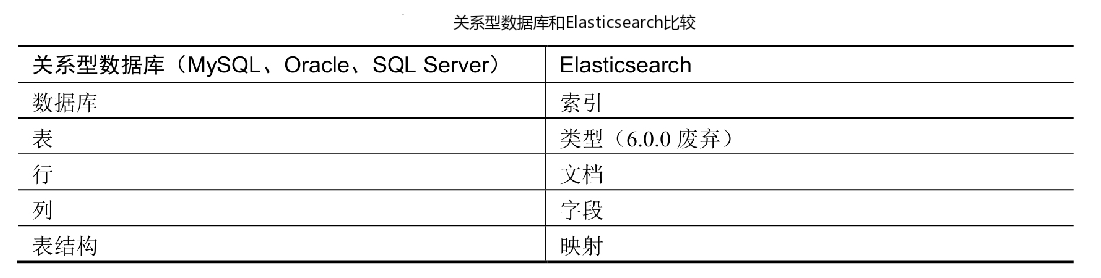 关系型数据库和Elasticsearch比较
关系型数据库（MySQL、Oracle、SQL Server） Elasticsearch
数据库 索引
表 类型（6.0.0 废弃）
行 文档
列 字段
表结构 映射